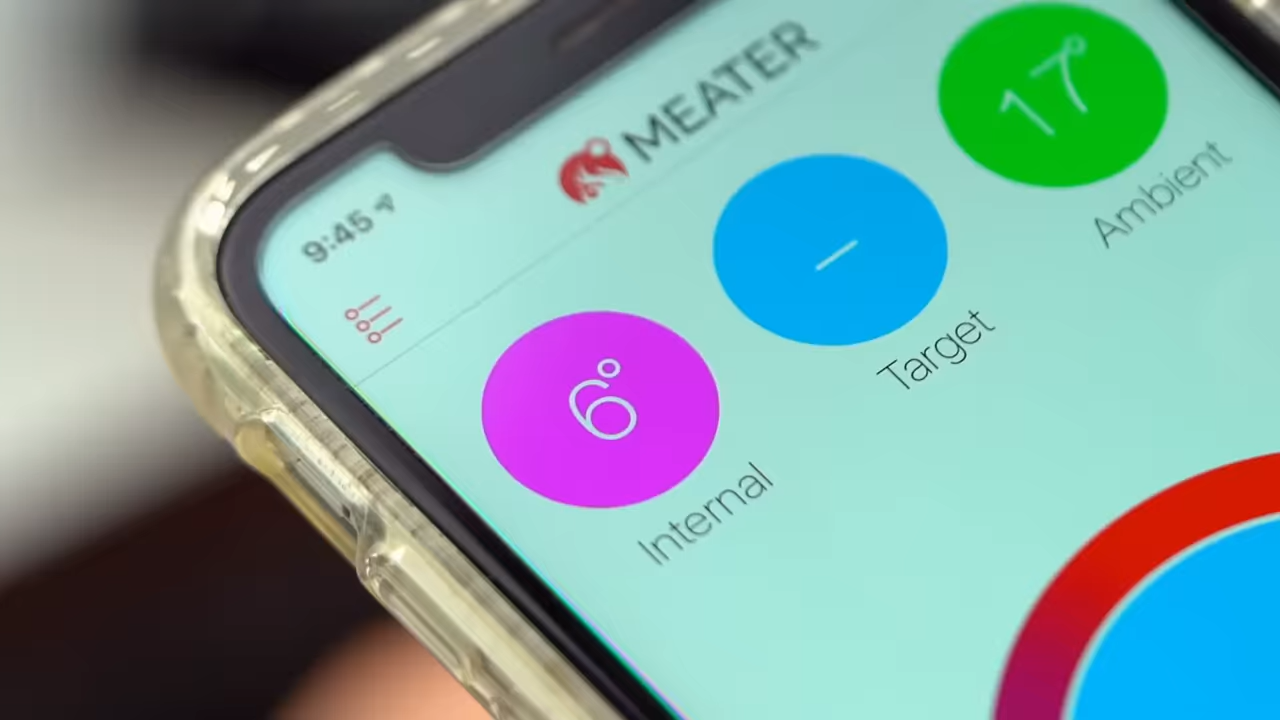 9:45
MEATER
6°
Internal
–
Target
17°
Ambient